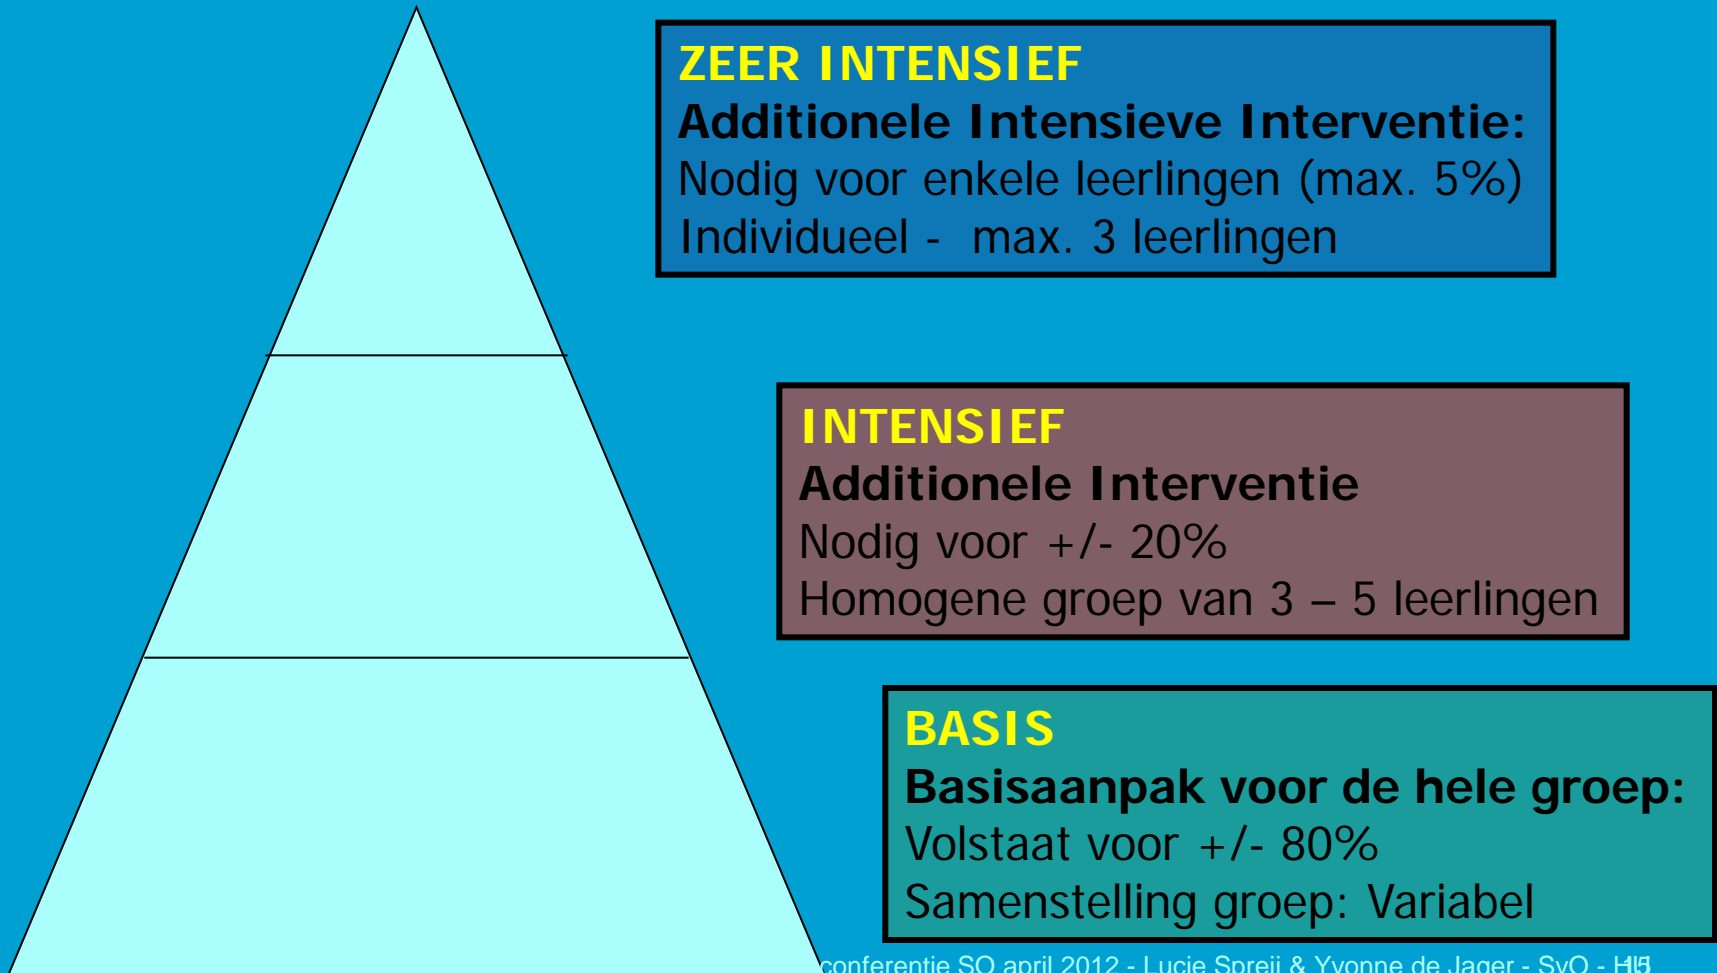 ZEER INTENSIEF
Additionele Intensieve Interventie:
Nodig voor enkele leerlingen (max. 5%)
Individueel - max. 3 leerlingen
INTENSIEF
Additionele Interventie
Nodig voor +/- 20%
Homogene groep van 3 – 5 leerlingen
BASIS
Basisaanpak voor de hele groep:
Volstaat voor +/- 80%
Samenstelling groep: Variabel
conferentie SO april 2012 - Lucie Spreij & Yvonne de Jager - SvO -